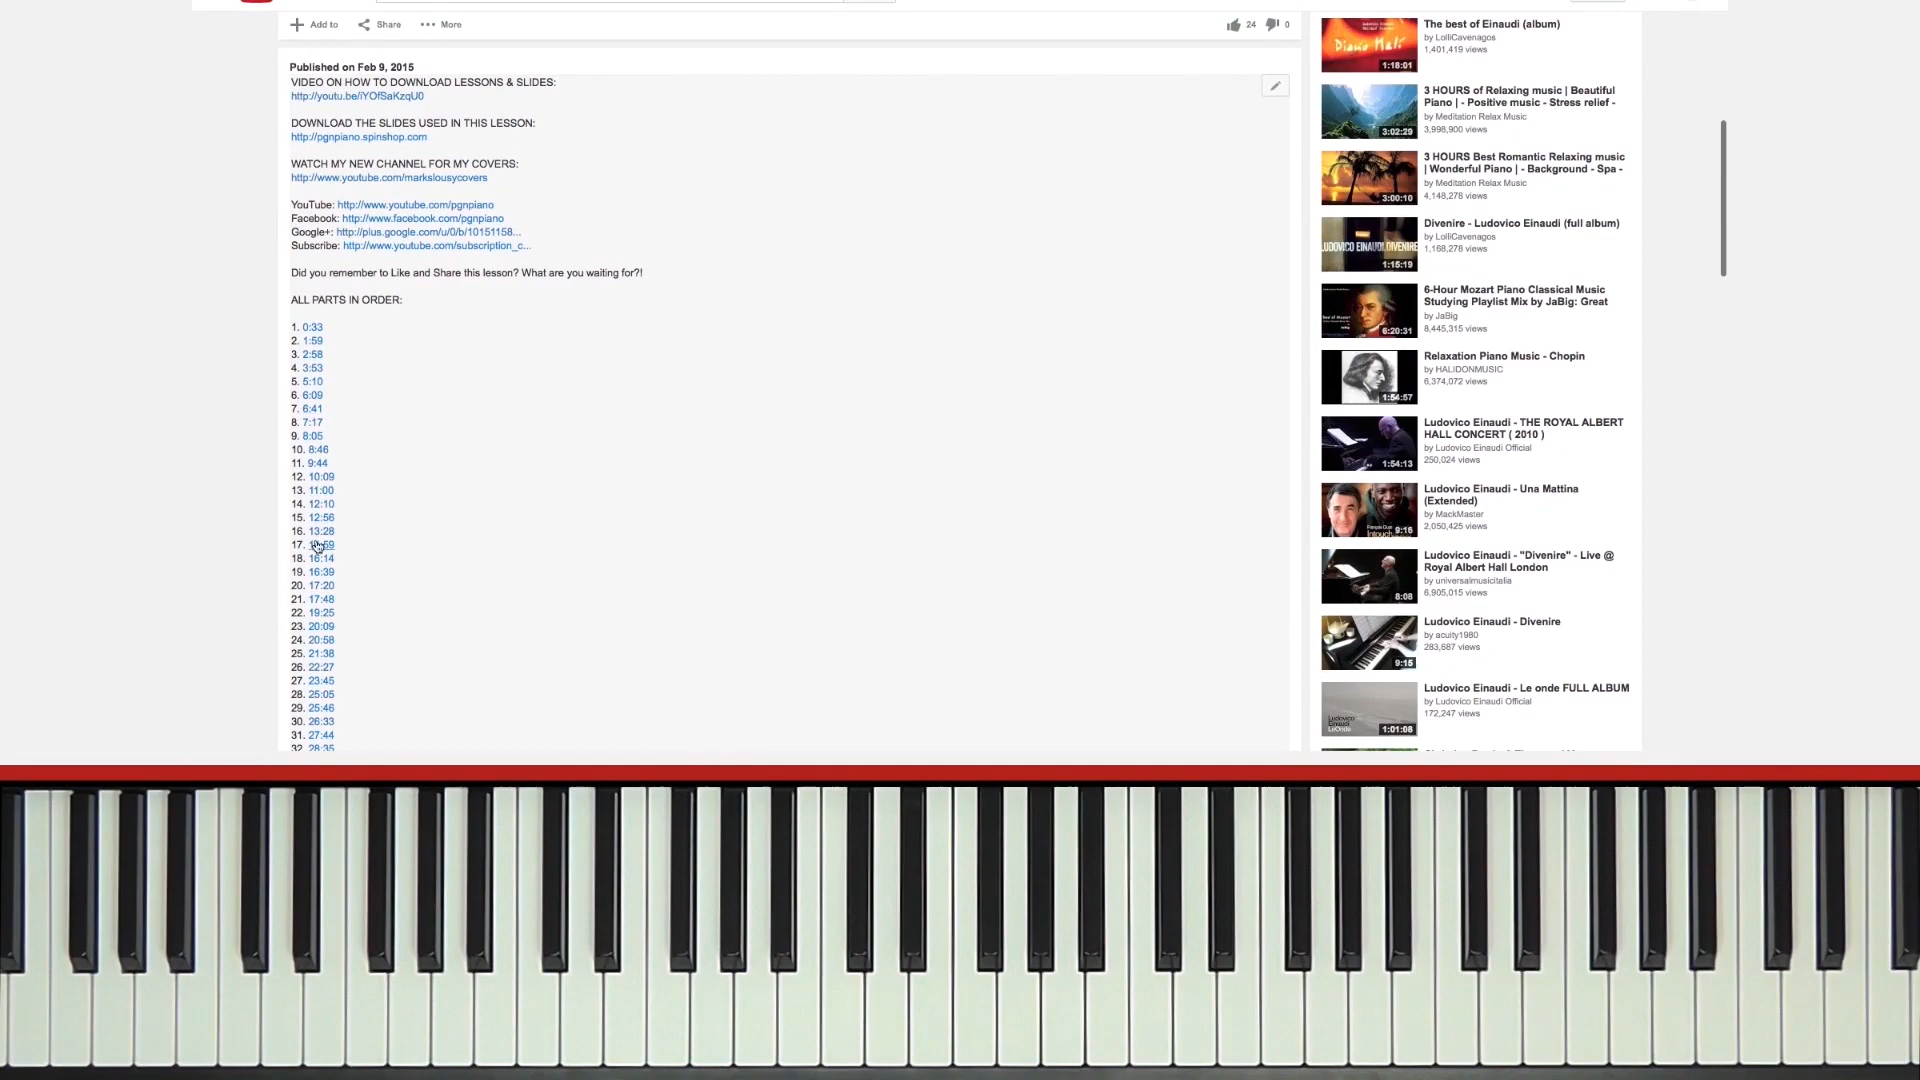 Add to
Share
More
24
0
Published on Feb 9, 2015
VIDEO ON HOW TO DOWNLOAD LESSONS & SLIDES:
http://youtu.be/iYOfSaKzqU0
DOWNLOAD THE SLIDES USED IN THIS LESSON:
http://pgnpiano.spinshop.com
WATCH MY NEW CHANNEL FOR MY COVERS:
http://www.youtube.com/markslousycovers
YouTube: http://www.youtube.com/pgnpiano
Facebook: http://www.facebook.com/pgnpiano
Google+: http://plus.google.com/u/0/b/10151158...
Subscribe: http://www.youtube.com/subscription_c...
Did you remember to Like and Share this lesson? What are you waiting for?!
ALL PARTS IN ORDER:
1. 0:33
2. 1:59
3. 2:58
4. 3:53
5. 5:10
6. 6:09
7. 6:41
8. 7:17
9. 8:05
10. 8:46
11. 9:44
12. 10:09
13. 11:00
14. 12:10
15. 12:56
16. 13:28
17.
18. 16:14
19. 16:39
20. 17:20
21. 17:48
22. 19:25
23. 20:09
24. 20:58
25. 21:38
26. 22:27
27. 23:45
28. 25:05
29. 25:46
30. 26:33
31. 27:44
32. 28:35
1:18:01
The best of Einaudi (album)
by LolliCavenagos
1,401,419 views
3:02:29
3 HOURS of Relaxing music | Beautiful
Piano | - Positive music - Stress relief -
by Meditation Relax Music
3,998,900 views
3:00:10
3 HOURS Best Romantic Relaxing music
| Wonderful Piano | - Background - Spa -
by Meditation Relax Music
4,148,278 views
LUDOVICO EINAUDI.DIVENIRE
1:15:19
Divenire - Ludovico Einaudi (full album)
by LolliCavenagos
1,168,278 views
6:20:31
6-Hour Mozart Piano Classical Music
Studying Playlist Mix by JaBig: Great
by JaBig
8,445,315 views
1:54:57
Relaxation Piano Music - Chopin
by HALIDONMUSIC
6,374,072 views
1:54:13
Ludovico Einaudi - THE ROYAL ALBERT
HALL CONCERT ( 2010 )
by Ludovico Einaudi Official
250,024 views
9:16
Ludovico Einaudi - Una Mattina
(Extended)
by MackMaster
2,050,425 views
8:08
Ludovico Einaudi - "Divenire" - Live @
Royal Albert Hall London
by universalmusicitalia
6,905,015 views
9:15
Ludovico Einaudi - Divenire
by acuity1980
283,687 views
Ludovico
Einaudi
LeOnde
1:01:08
Ludovico Einaudi - Le onde FULL ALBUM
by Ludovico Einaudi Official
172,247 views